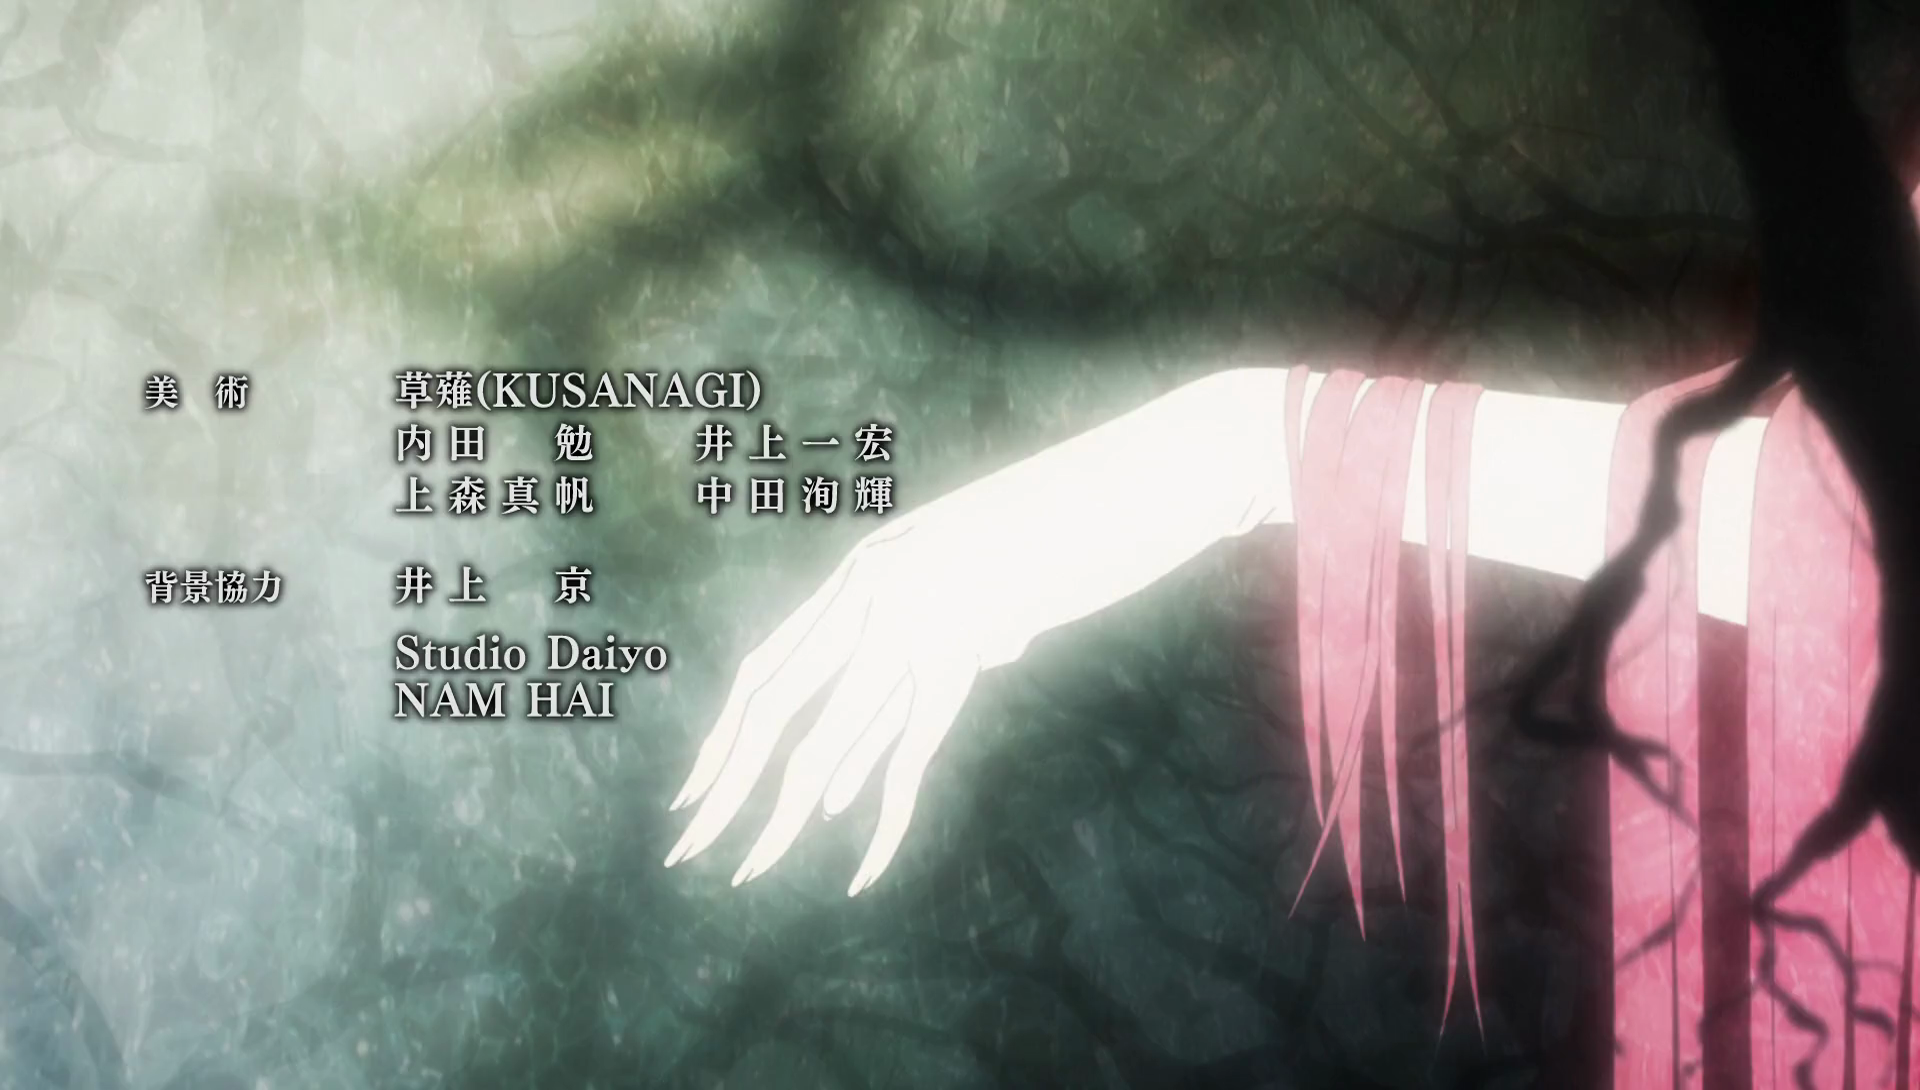 美術 草薙(KUSANAGI)
内田 勉 井上一宏
上森真帆 中田洵輝
背景協力 井上 京
Studio Daiyo
NAM HAI